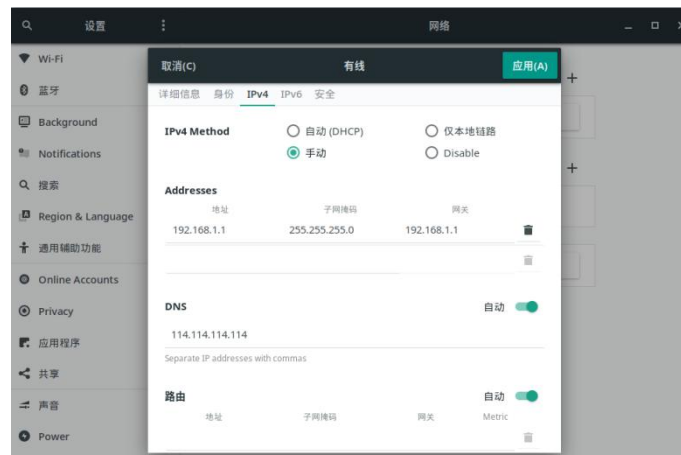 设置
网络
Wi-Fi
蓝牙
Background
Notifications
搜索
Region & Language
通用辅助功能
Online Accounts
Privacy
应用程序
共享
声音
Power
取消(C)
有线
应用(A)
详细信息 身份 IPv4 IPv6 安全
IPv4 Method
自动 (DHCP)
仅本地链路
手动
Disable
Addresses
地址 子网掩码 网关
192.168.1.1 255.255.255.0 192.168.1.1
DNS 自动
114.114.114.114
Separate IP addresses with commas
路由 自动
地址 子网掩码 网关 Metric